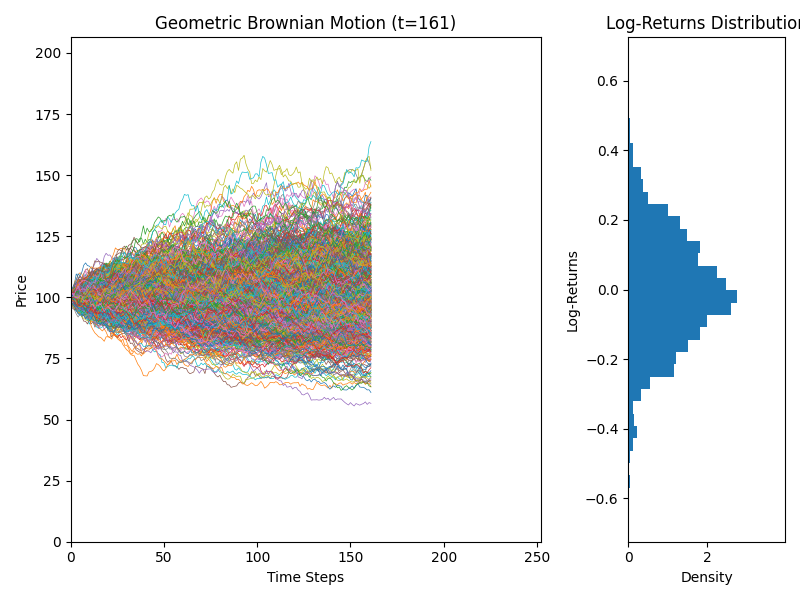 Geometric Brownian Motion (t=161)
Price
200
175
150
125
100
75
50
25
0
0 50 100 150 200 250
Time Steps
Log-Returns Distribution
Log-Returns
0.6
0.4
0.2
0.0
−0.2
−0.4
−0.6
0 2
Density